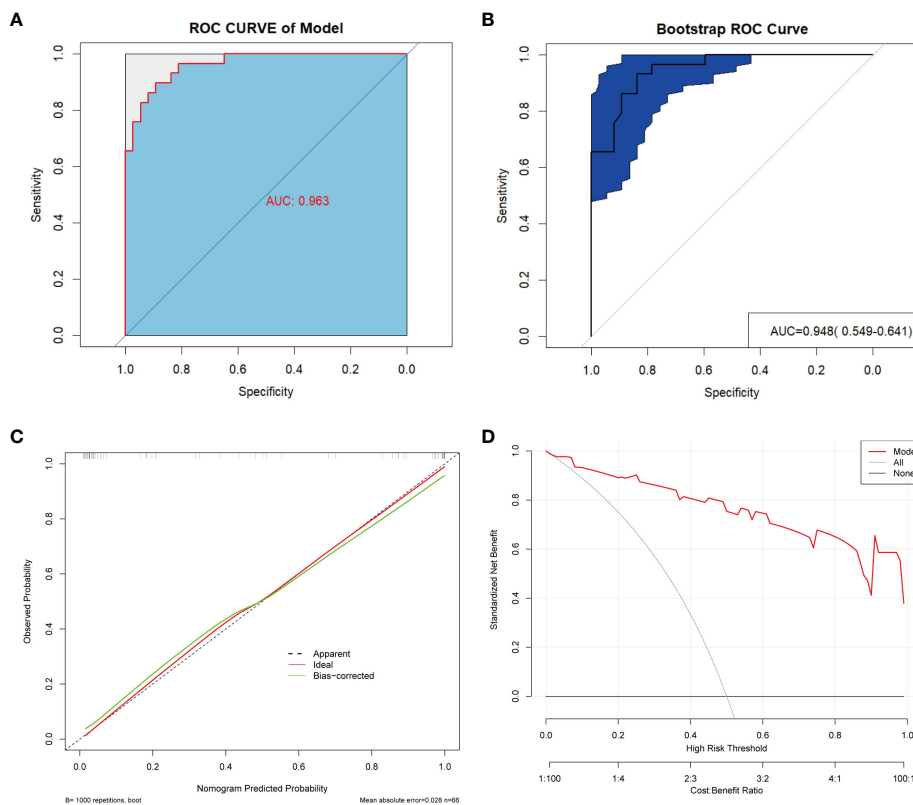 A
ROC CURVE of Model
Sensitivity
0.0 0.2 0.4 0.6 0.8 1.0
AUC: 0.963
1.0 0.8 0.6 0.4 0.2 0.0
Specificity
B
Bootstrap ROC Curve
Sensitivity
0.0 0.2 0.4 0.6 0.8 1.0
AUC=0.948( 0.549-0.641)
1.0 0.8 0.6 0.4 0.2 0.0
Specificity
C
Observed Probability
0.0 0.2 0.4 0.6 0.8 1.0
Apparent
Ideal
Bias-corrected
0.0 0.2 0.4 0.6 0.8 1.0
Nomogram Predicted Probability
B= 1000 repetitions, boot
Mean absolute error=0.028 n=66
D
Standardized Net Benefit
0.0 0.2 0.4 0.6 0.8 1.0
Mode
All
None
0.0 0.2 0.4 0.6 0.8 1.0
High Risk Threshold
1:100 1:4 2:3 3:2 4:1 100:1
Cost:Benefit Ratio